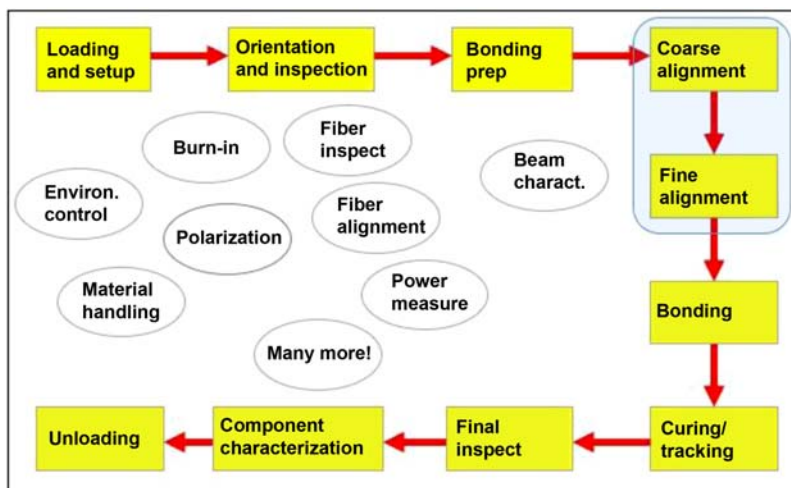 Loading
and setup
Orientation
and inspection
Bonding
prep
Coarse
alignment
Burn-in
Fiber
inspect
Beam
charact.
Fine
alignment
Environ.
control
Polarization
Fiber
alignment
Material
handling
Power
measure
Bonding
Many more!
Unloading
Component
characterization
Final
inspect
Curing/
tracking